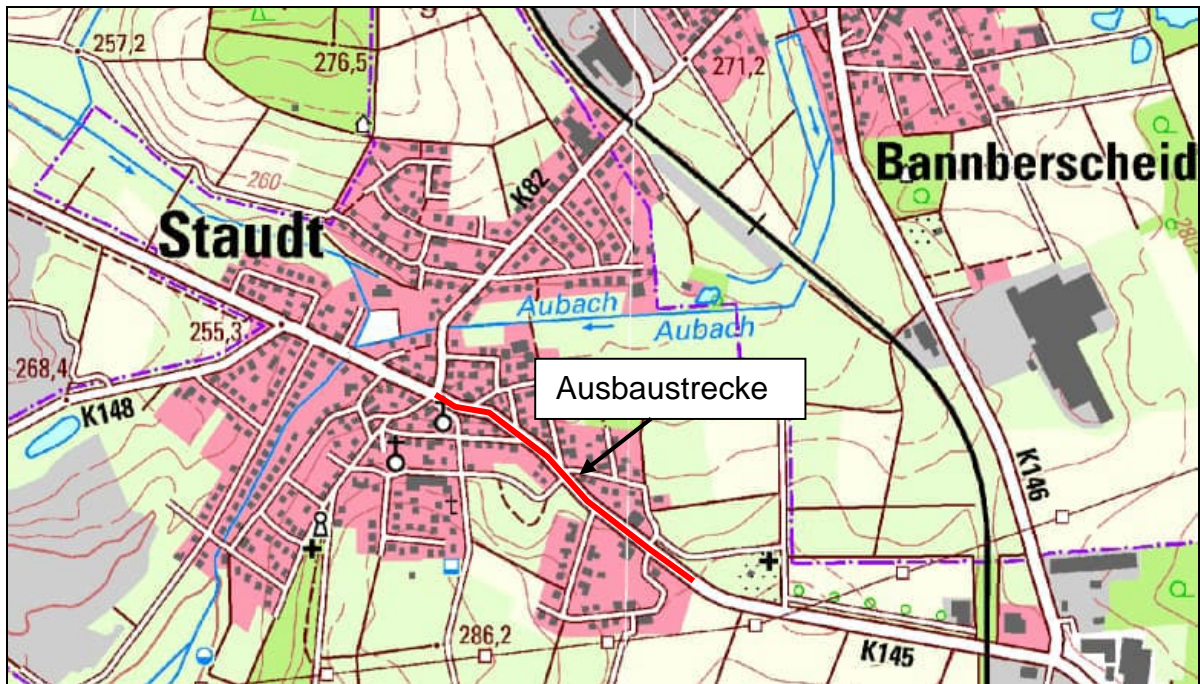 257,2
276,5
271,2
Bannberscheid
260
K82
Staudt
280
Aubach
Aubach
255,3
268,4
Ausbaustrecke
K148
K146
286,2
K145